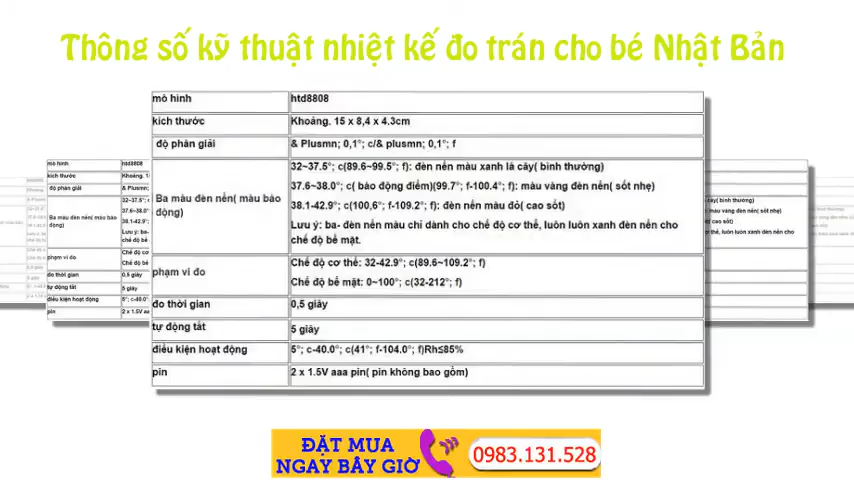 Thông số kỹ thuật nhiệt kế đo trán cho bé Nhật Bản
mò hình htd8808
kích thước Khoảng. 15 x 8,4 x 4.3cm
độ phân giải & Plusmn; 0,1°; c/& plusmn; 0,1°; f
Ba màu đèn nền( màu báo động)
32~37.5°; c(89.6~99.5°; f): đèn nền màu xanh lá cây( bình thường)
37.6~38.0°; c( báo động điểm)(99.7°; f-100.4°; f): màu vàng đèn nền( sốt nhẹ)
38.1-42.9°; c(100,6°; f-109.2°; f): đèn nền màu đỏ( cao sốt)
Lưu ý: ba- đèn nền màu chỉ dành cho chế độ cơ thể, luôn luôn xanh đèn nền cho
chế độ bề mặt.
phạm vi đo
Chế độ cơ thể: 32-42.9°; c(89.6~109.2°; f)
Chế độ bề mặt: 0~100°; c(32-212°; f)
đo thời gian 0,5 giây
tự động tắt 5 giây
điều kiện hoạt động 5°; c-40.0°; c(41°; f-104.0°; f)Rh≤85%
pin 2 x 1.5V aaa pin( pin không bao gồm)
ĐẶT MUA
NGAY BÂY GIỜ
0983.131.528